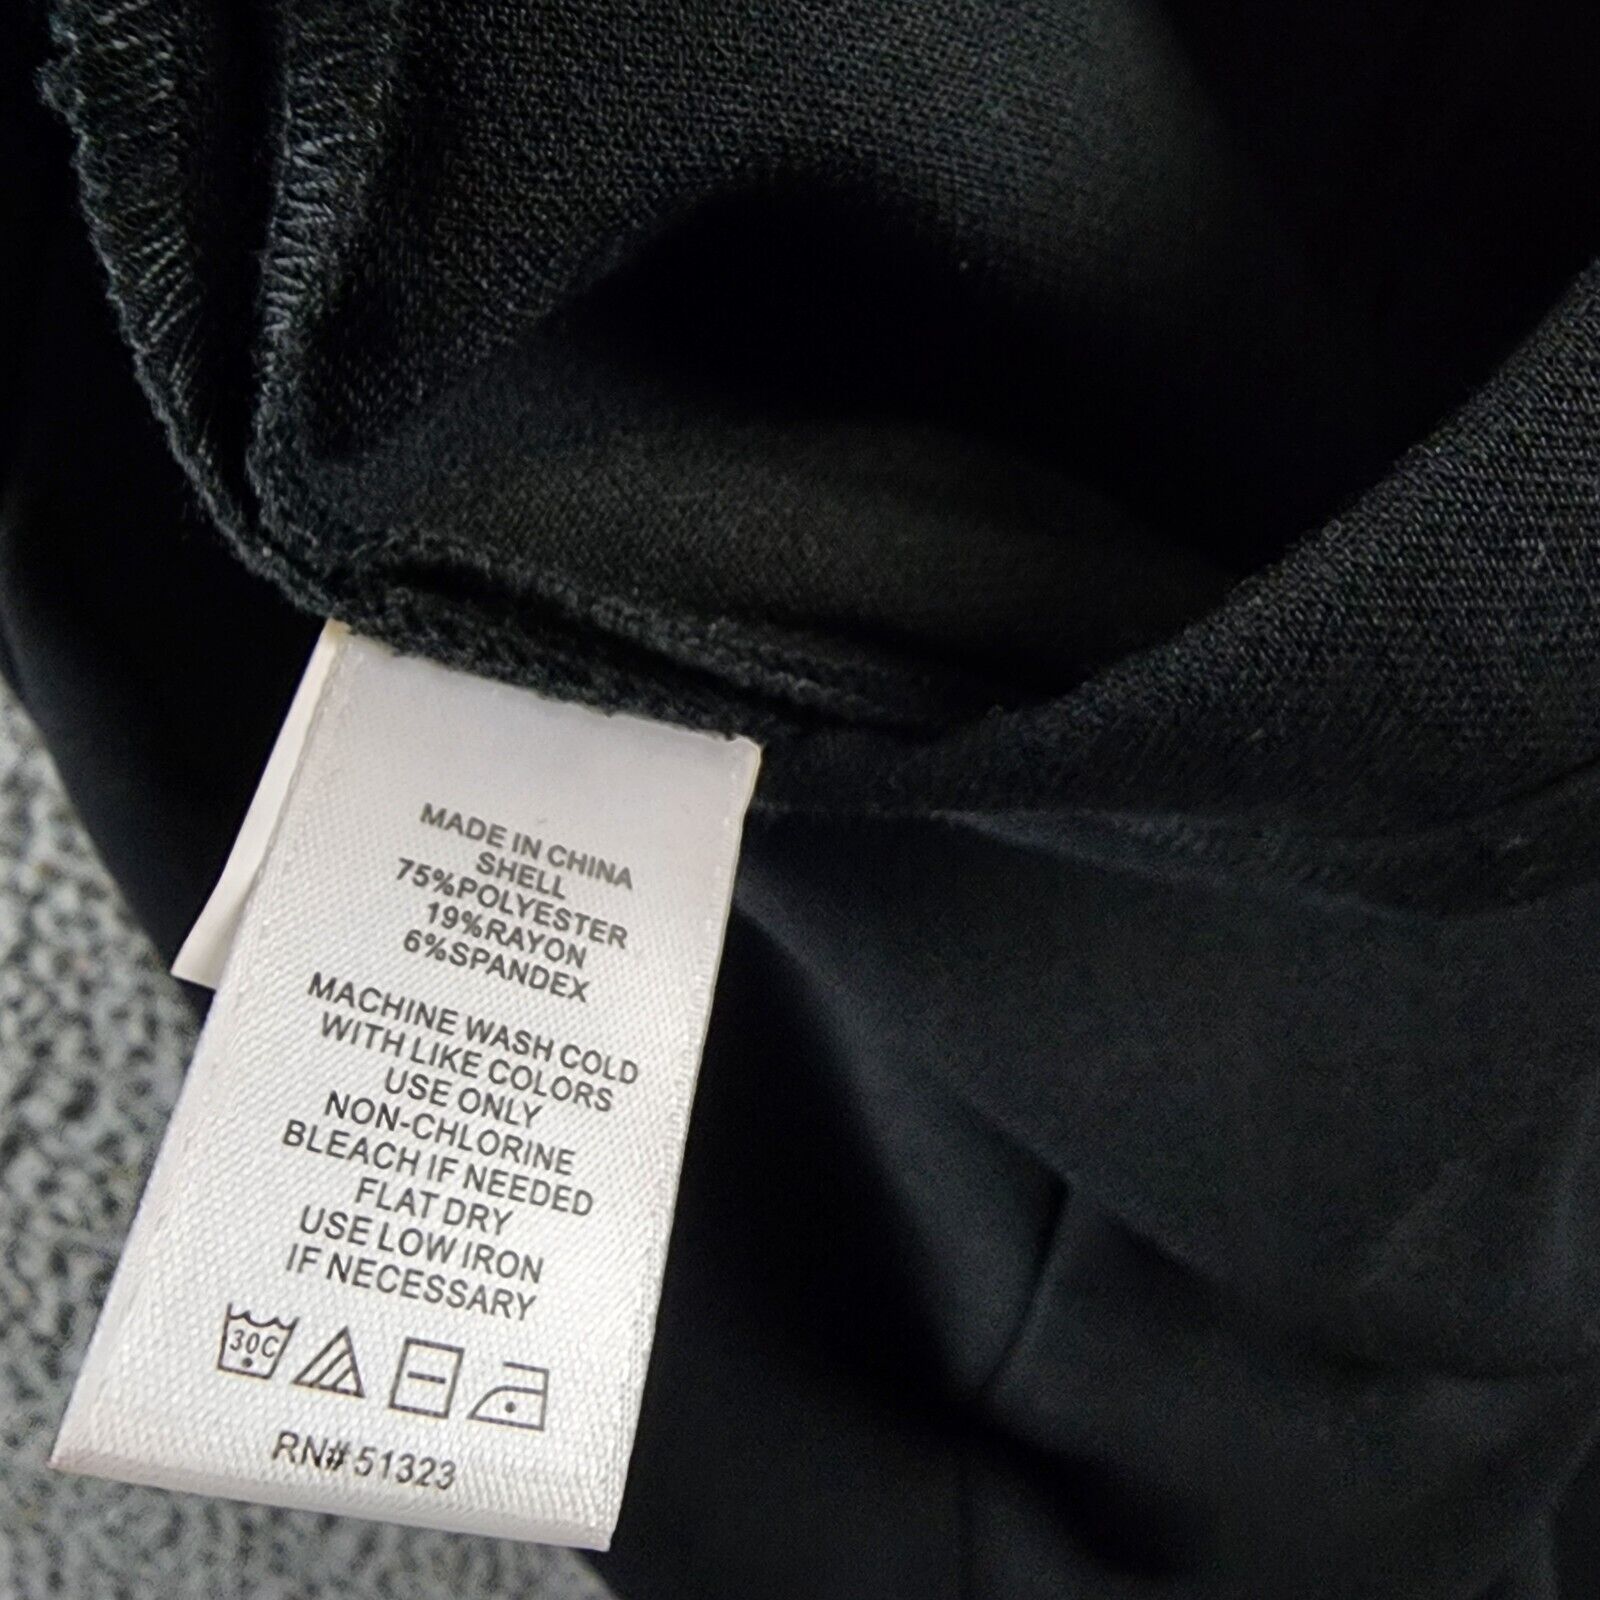 MADE IN CHINA
SHELL
75%POLYESTER
19%RAYON
6%SPANDEX
MACHINE WASH COLD
WITH LIKE COLORS
USE ONLY
NON-CHLORINE
BLEACH IF NEEDED
FLAT DRY
USE LOW IRON
IF NECESSARY
30C
RN# 51323